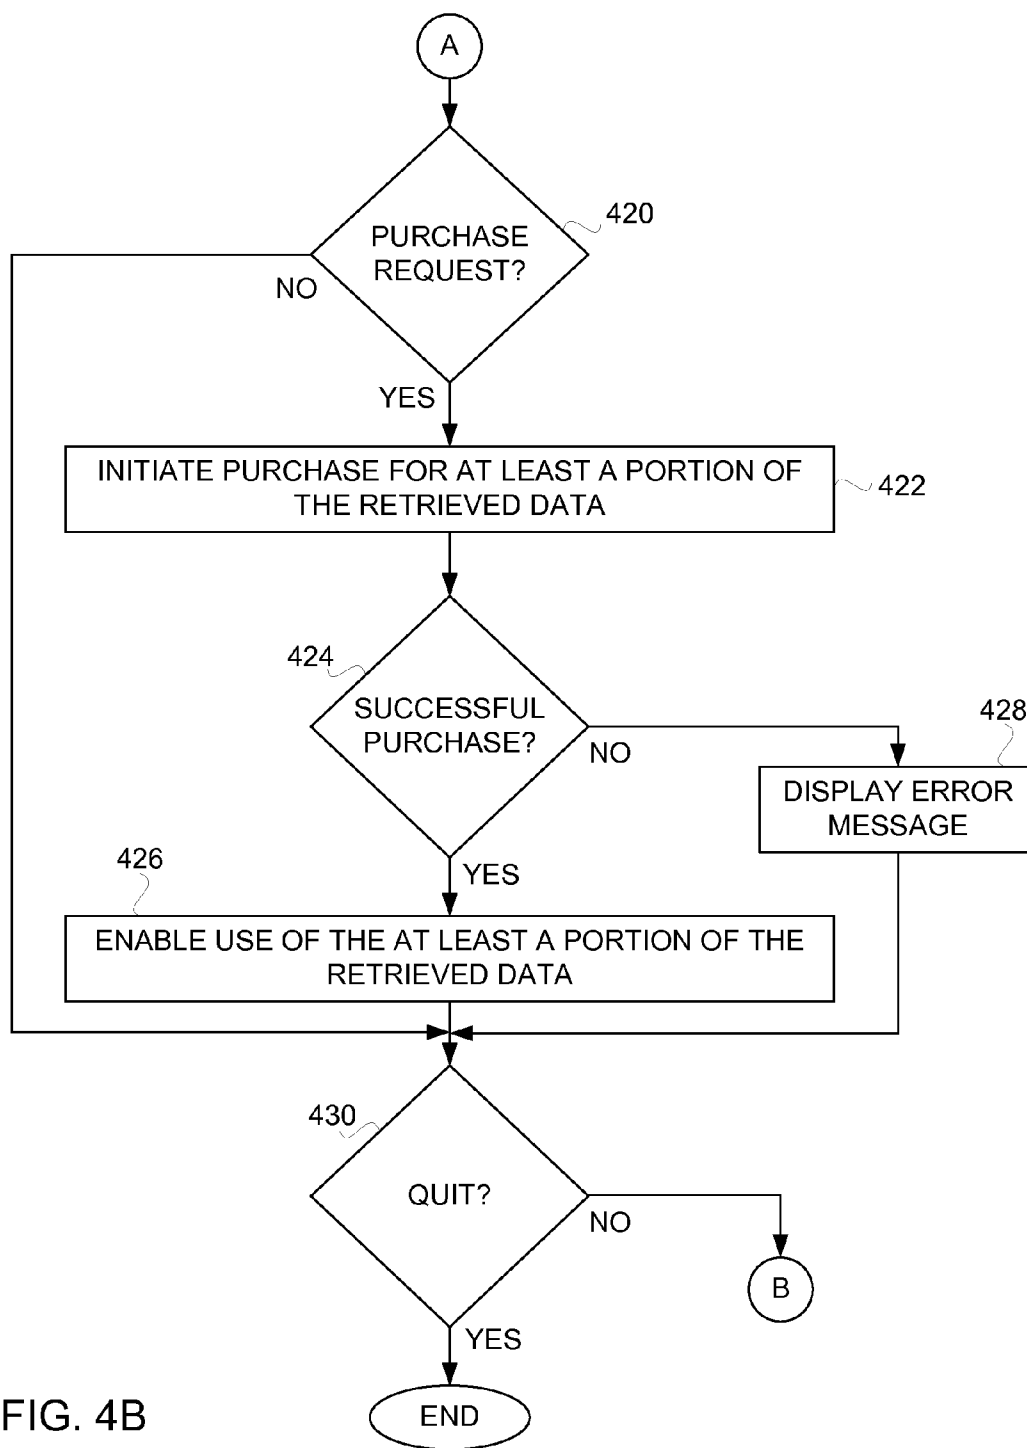 A
PURCHASE
REQUEST?
420
NO
YES
INITIATE PURCHASE FOR AT LEAST A PORTION OF
THE RETRIEVED DATA
422
424
SUCCESSFUL
PURCHASE?
NO
428
DISPLAY ERROR
MESSAGE
YES
426
ENABLE USE OF THE AT LEAST A PORTION OF THE
RETRIEVED DATA
430
QUIT?
NO
B
YES
END
FIG. 4B